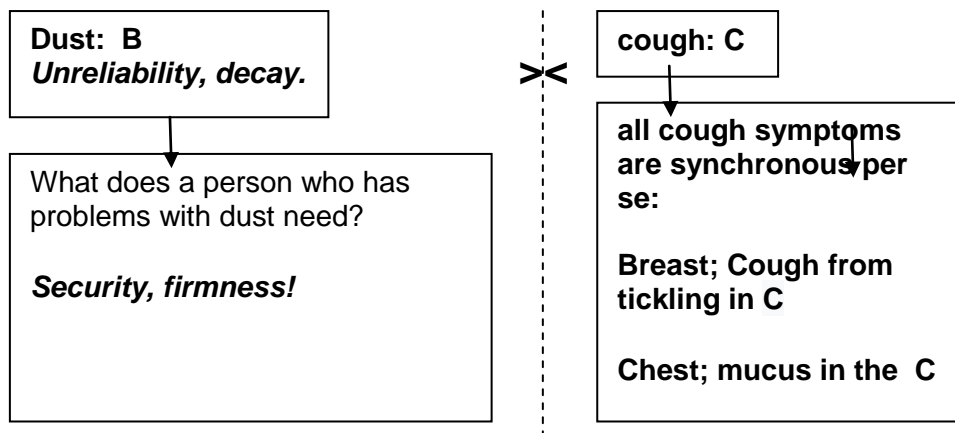 Dust:  B
Unreliability, decay.
><
cough: C
What does a person who has
problems with dust need?
Security, firmness!
all cough symptoms
are synchronous per
se:
Breast; Cough from
tickling in C
Chest; mucus in the  C